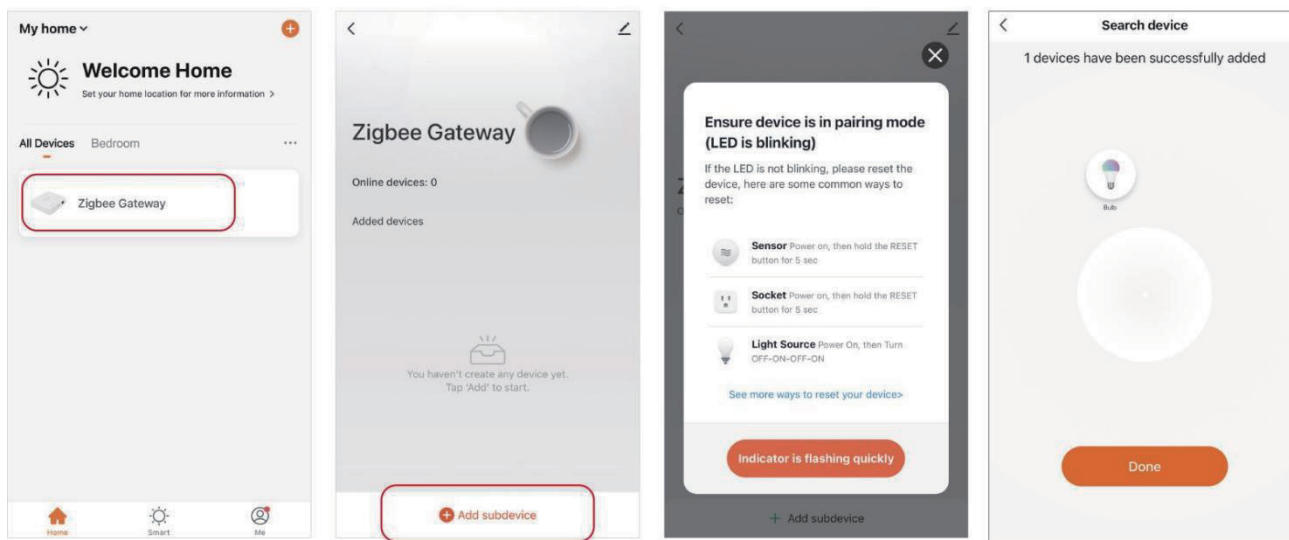 My home
Welcome Home
Set your home location for more information >
All Devices Bedroom
Zigbee Gateway
Home Smart Me
Zigbee Gateway
Online devices: 0
Added devices
You haven't create any device yet.
Tap 'Add' to start.
Add subdevice
Ensure device is in pairing mode
(LED is blinking)
If the LED is not blinking, please reset the
device, here are some common ways to
reset:
Sensor Power on, then hold the RESET
button for 5 sec
Socket Power on, then hold the RESET
button for 5 sec
Light Source Power On, then Turn
OFF-ON-OFF-ON
See more ways to reset your device>
Indicator is flashing quickly
+ Add subdevice
Search device
1 devices have been successfully added
Bulb
Done